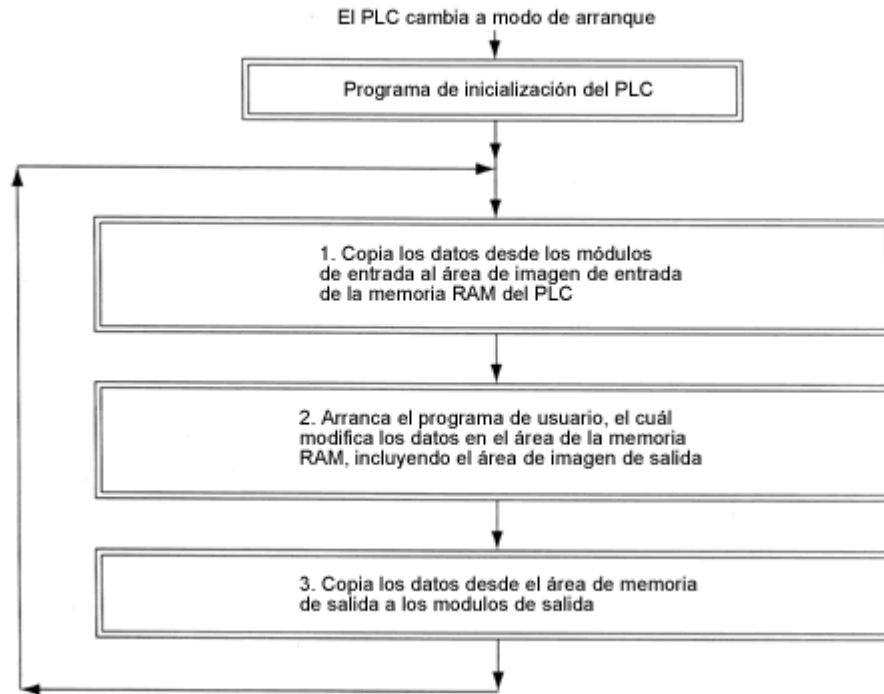 El PLC cambia a modo de arranque
Programa de inicialización del PLC
1. Copia los datos desde los módulos
de entrada al área de imagen de entrada
de la memoria RAM del PLC
2. Arranca el programa de usuario, el cuál
modifica los datos en el área de la memoria
RAM, incluyendo el área de imagen de salida
3. Copia los datos desde el área de memoria
de salida a los modulos de salida